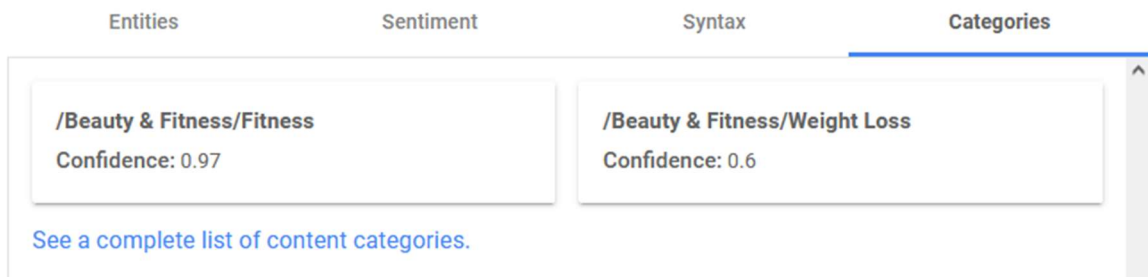 Entities Sentiment Syntax Categories
/Beauty & Fitness/Fitness
Confidence: 0.97
/Beauty & Fitness/Weight Loss
Confidence: 0.6
See a complete list of content categories.